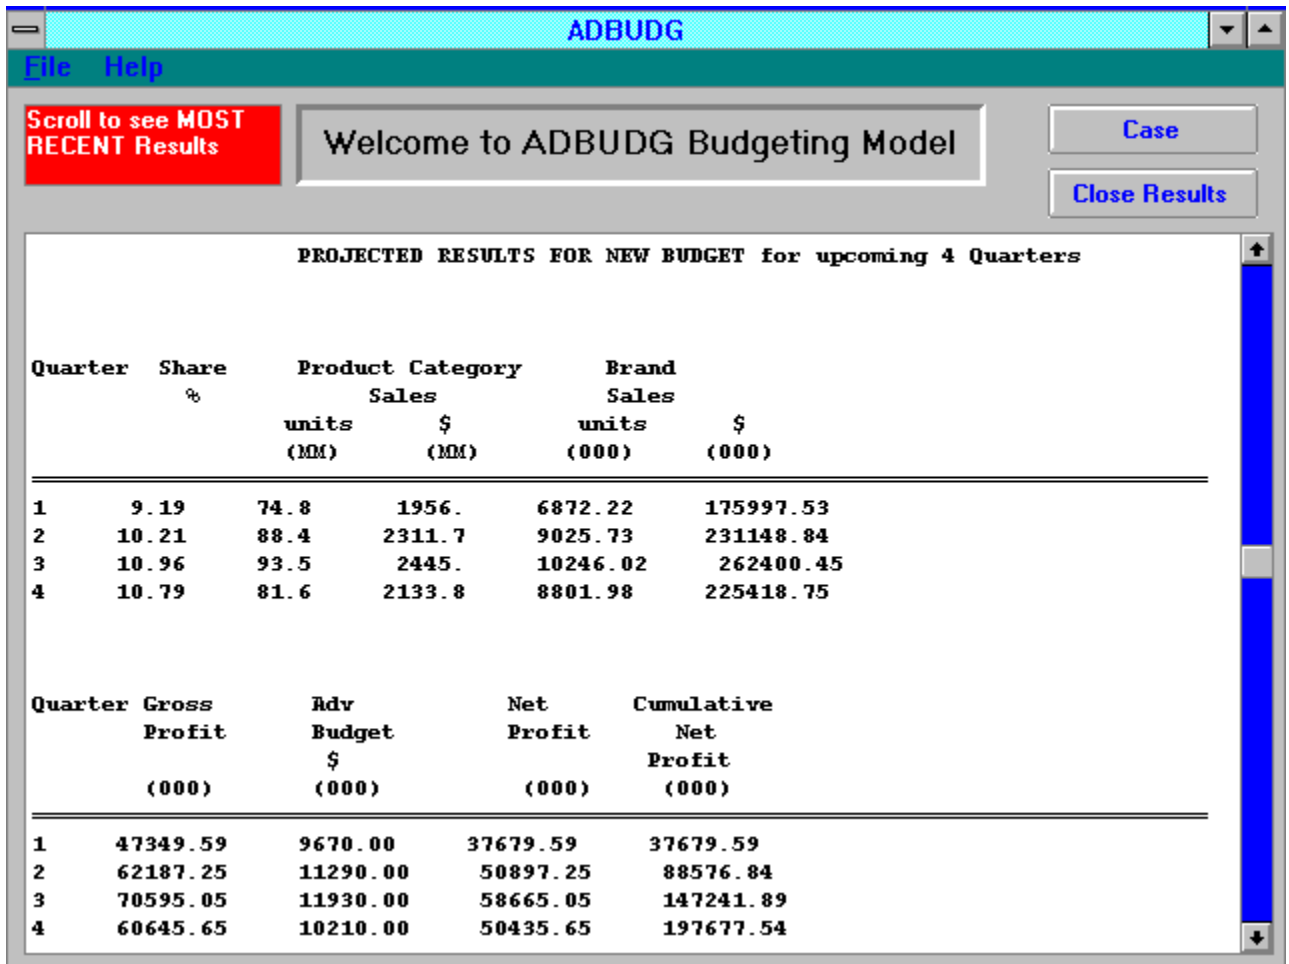 ADBUDG
File Help
Scroll to see MOST
RECENT Results
Welcome to ADBUDG Budgeting Model
Case
Close Results
PROJECTED RESULTS FOR NEW BUDGET for upcoming 4 Quarters
Quarter Share Product Category Brand
% Sales Sales
units $ units $
(MM) (MM) (000) (000)
1 9.19 74.8 1956. 6872.22 175997.53
2 10.21 88.4 2311.7 9025.73 231148.84
3 10.96 93.5 2445. 10246.02 262400.45
4 10.79 81.6 2133.8 8801.98 225418.75
Quarter Gross Adv Net Cumulative
Profit Budget Profit Net
$ Profit
(000) (000) (000) (000)
1 47349.59 9670.00 37679.59 37679.59
2 62187.25 11290.00 50897.25 88576.84
3 70595.05 11930.00 58665.05 147241.89
4 60645.65 10210.00 50435.65 197677.54